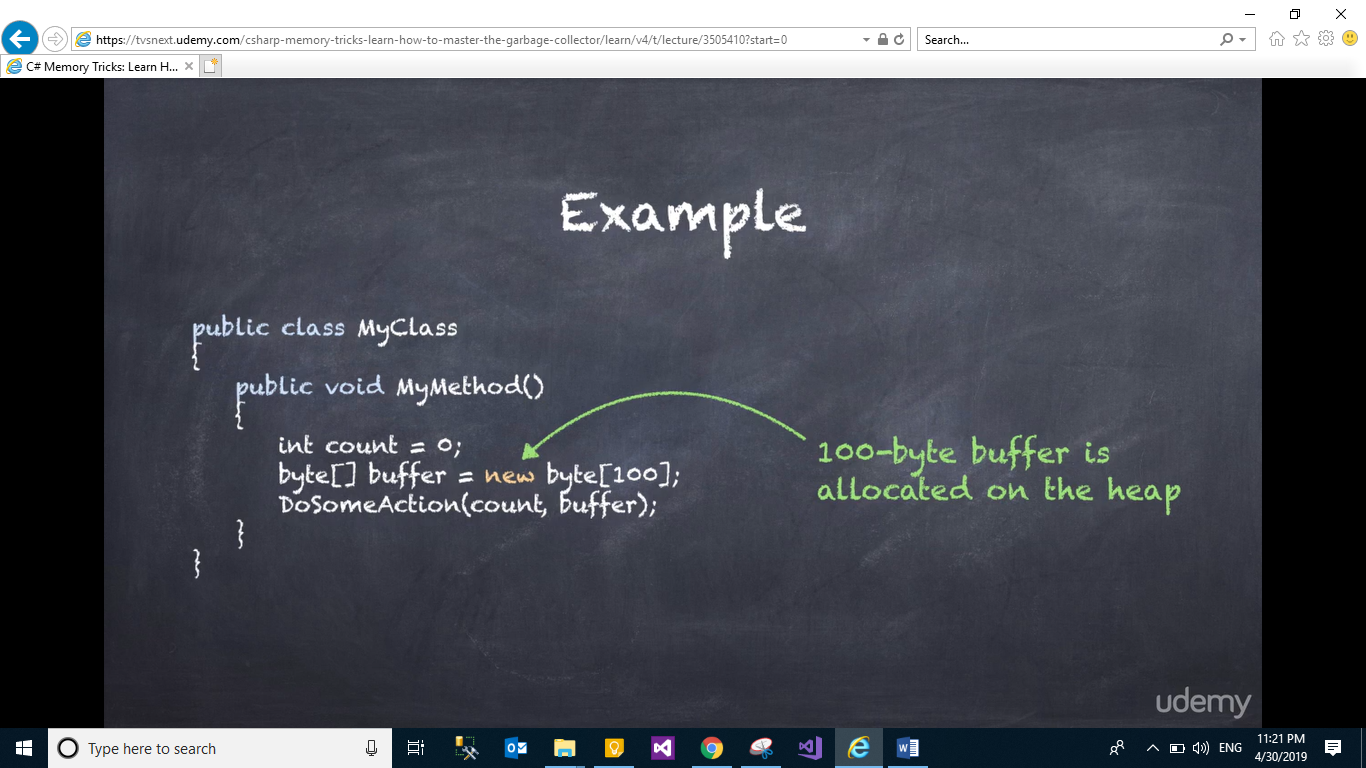 https://tvsnext.udemy.com/csharp-memory-tricks-learn-how-to-master-the-garbage-collector/learn/v4/t/lecture/3505410?start=0
Search...
C# Memory Tricks: Learn H...
Example
public class MyClass
{
public void MyMethod()
{
int count = 0;
byte[] buffer = new byte[100];
DoSomeAction(count, buffer);
}
}
100-byte buffer is
allocated on the heap
udemy
Type here to search
ENG
11:21 PM
4/30/2019